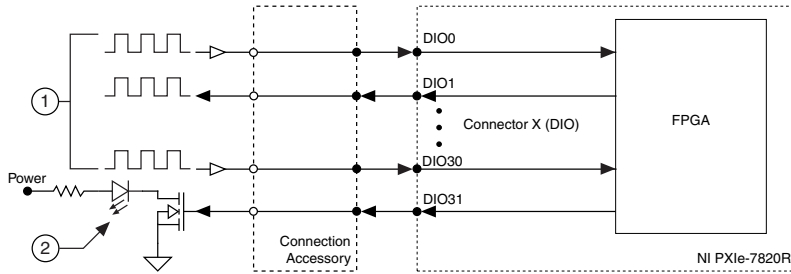 DIO0
1
DIO1
FPGA
Connector X (DIO)
DIO30
Power
DIO31
2
Connection
Accessory
NI PXIe-7820R